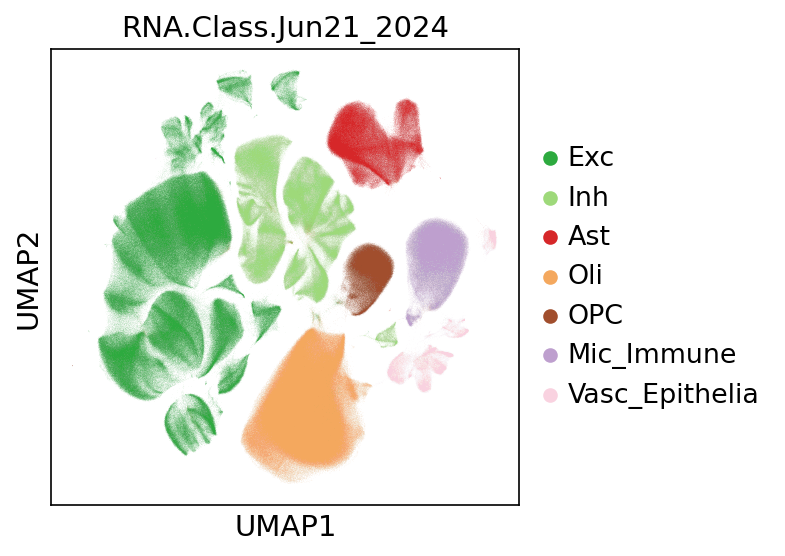 RNA.Class.Jun21_2024
Exc
Inh
Ast
Oli
OPC
Mic_Immune
Vasc_Epithelia
UMAP2
UMAP1